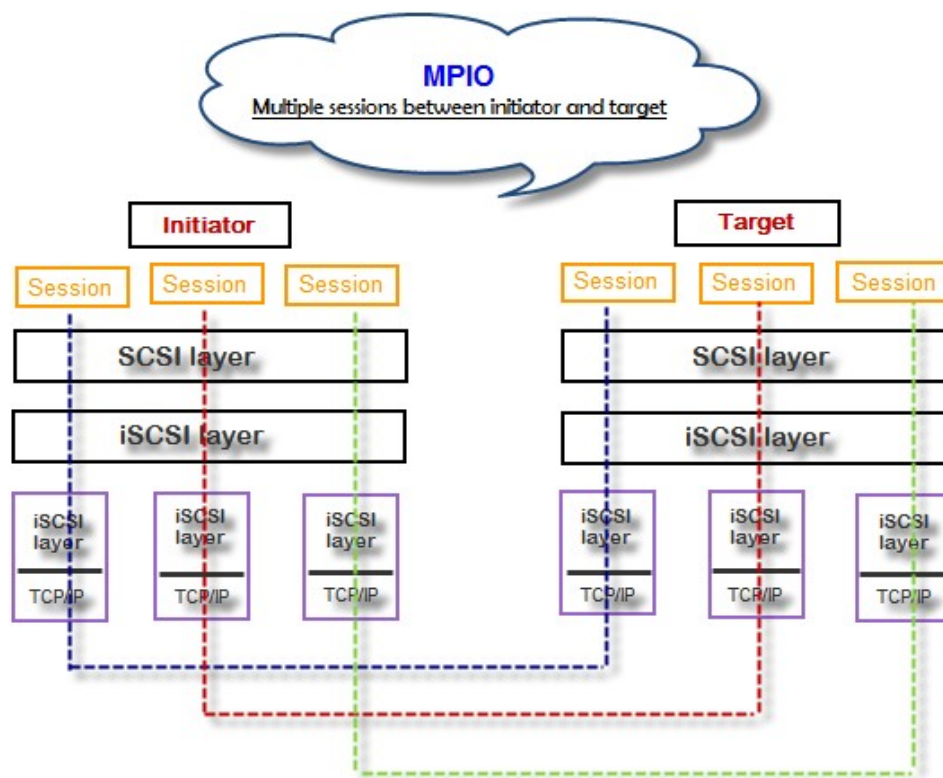 MPIO
Multiple sessions between initiator and target
Initiator
Target
Session
Session
Session
Session
Session
Session
SCSI layer
SCSI layer
iSCSI layer
iSCSI layer
iSCSI
layer
TCP/IP
iSCSI
layer
TCP/IP
iSCSI
layer
TCP/IP
iSCSI
layer
TCP/IP
iSCSI
layer
TCP/IP
iSCSI
layer
TCP/IP